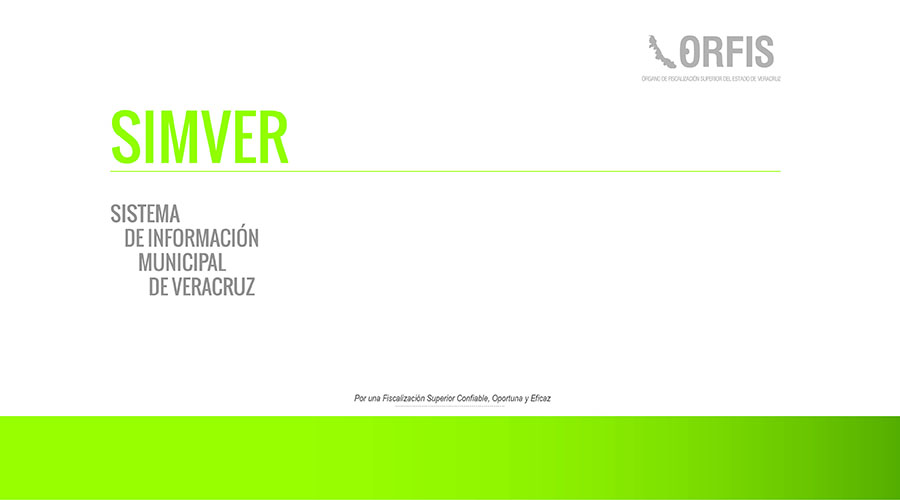 ORFIS
ÓRGANO DE FISCALIZACIÓN SUPERIOR DEL ESTADO DE VERACRUZ
SIMVER
SISTEMA
DE INFORMACIÓN
MUNICIPAL
DE VERACRUZ
Por una Fiscalización Superior Confiable, Oportuna y Eficaz